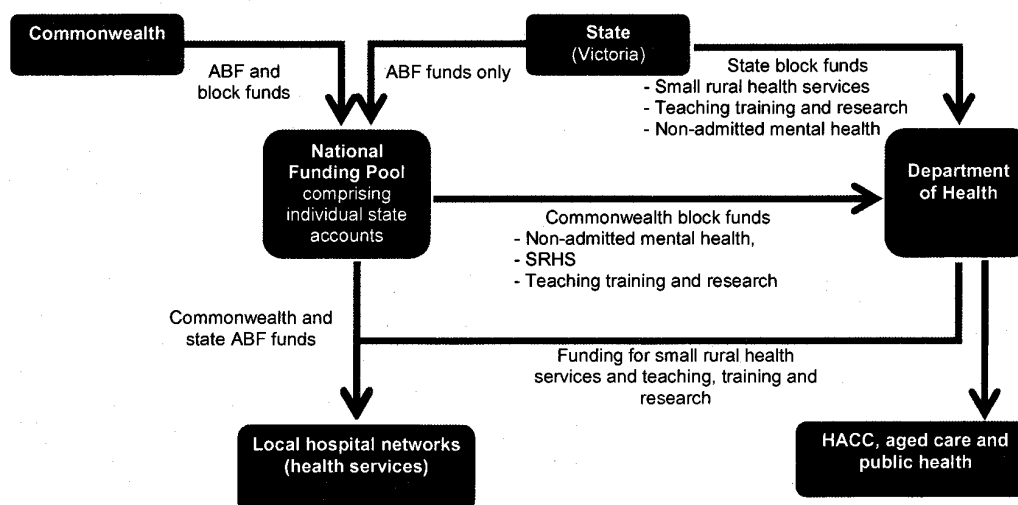 Commonwealth
State
(Victoria)
ABF and
block funds
ABF funds only
State block funds
- Small rural health services
- Teaching training and research
- Non-admitted mental health
National
Funding Pool
comprising
individual state
accounts
Department
of Health
Commonwealth block funds
- Non-admitted mental health,
- SRHS
- Teaching training and research
Commonwealth and
state ABF funds
Funding for small rural health
services and teaching, training and
research
Local hospital networks
(health services)
HACC, aged care and
public health